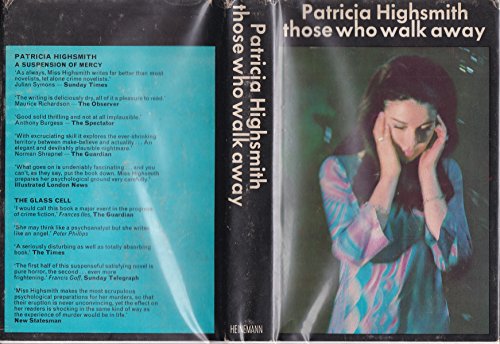 PATRICIA HIGHSMITH
A SUSPENSION OF MERCY
'As always, Miss Highsmith writes far better than most
novelists, let alone crime novelists.'
Julian Symons — Sunday Times
'The writing is deliciously dry, all of it a pleasure to read.'
Maurice Richardson — The Observer
'Good solid thrilling and not at all implausible.'
Anthony Burgess — The Spectator
'With excruciating skill it explores the ever-shrinking
territory between make-believe and actuality . . . An
elegant and devilishly plausible nightmare.'
Norman Shrapnel — The Guardian
'What goes on is undeniably fascinating . . . and you
can't, as they say, put the book down. Miss Highsmith
prepares her psychological ground very carefully.'
Illustrated London News
THE GLASS CELL
'I would call this book a major event in the progress
of crime fiction.' Frances Iles, The Guardian
'She may think like a psychoanalyst but she writes
like an angel.' Peter Phillips
'A seriously disturbing as well as totally absorbing
book.' The Times
'The first half of this suspenseful satisfying novel is
pure horror, the second . . . even more
frightening.' Francis Goff, Sunday Telegraph
'Miss Highsmith makes the most scrupulous
psychological preparations for her murders, so that
their eruption is never unconvincing, yet the effect on
her readers is shocking in the same kind of way as
the experience of murder would be in life.'
New Statesman
Patricia Highsmith
those who walk away
HEINEMANN
Patricia Highsmith
those who walk away